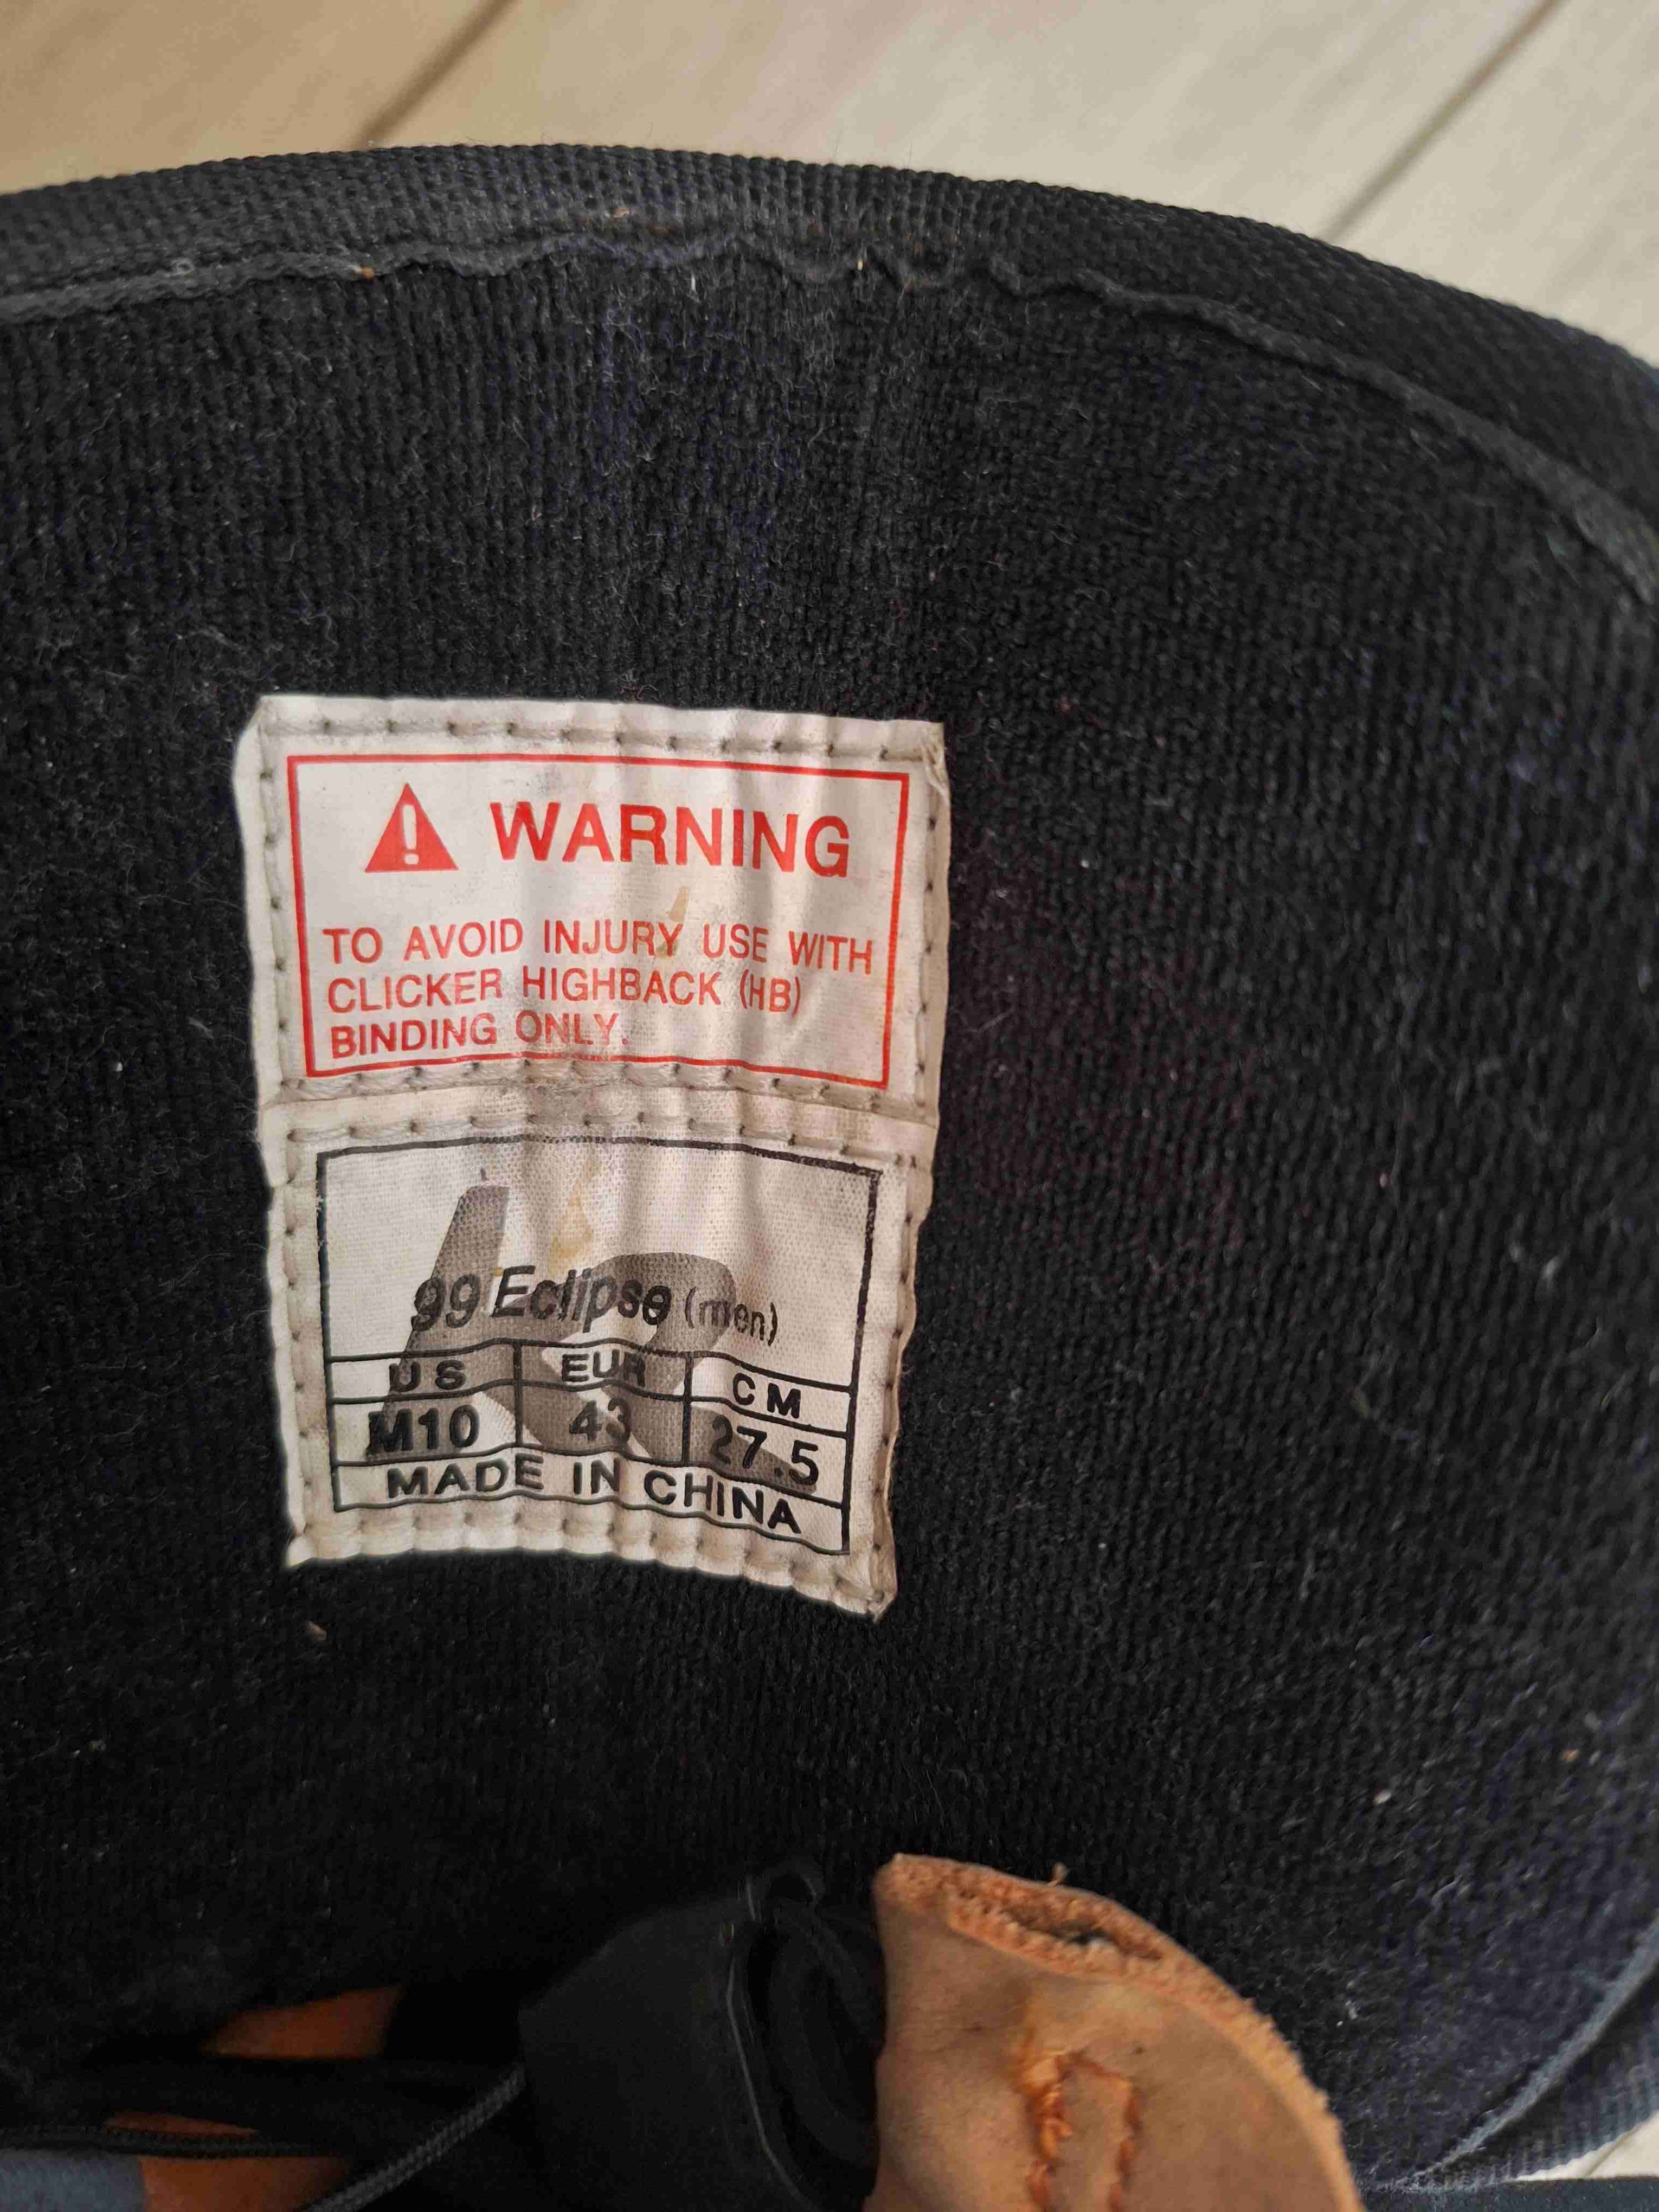 WARNING
TO AVOID INJURY USE WITH
CLICKER HIGHBACK (HB)
BINDING ONLY.
99 Eclipse (men)
US EUR CM
M10 43 27.5
MADE IN CHINA